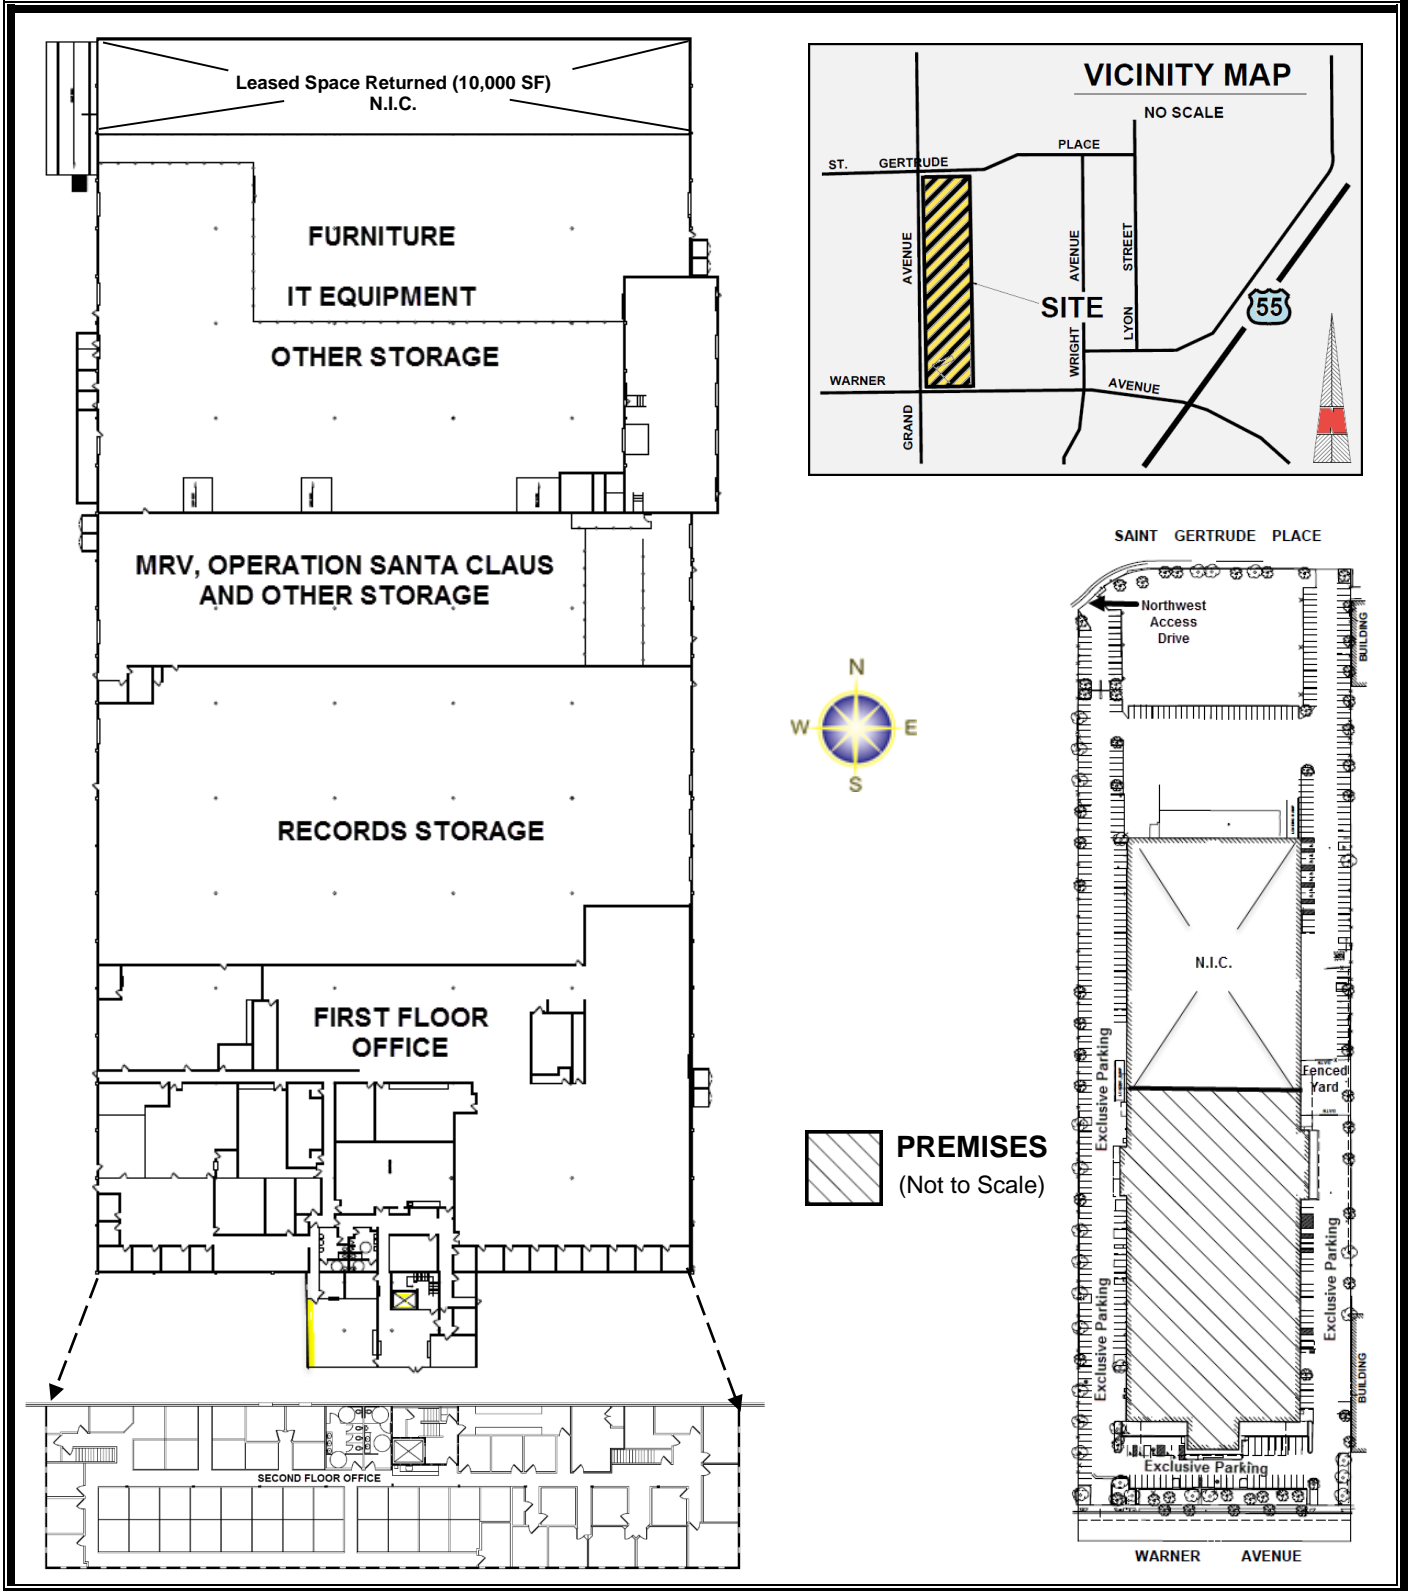 Leased Space Returned (10,000 SF)
N.I.C.
FURNITURE
IT EQUIPMENT
OTHER STORAGE
MRV, OPERATION SANTA CLAUS
AND OTHER STORAGE
RECORDS STORAGE
FIRST FLOOR
OFFICE
SECOND FLOOR OFFICE
VICINITY MAP
NO SCALE
ST. GERTRUDE
PLACE
AVENUE
GRAND
AVENUE
WRIGHT
STREET
LYON
SITE
55
WARNER
AVENUE
N
N
W
E
S
PREMISES
(Not to Scale)
SAINT GERTRUDE PLACE
Northwest
Access
Drive
BUILDING
N.I.C.
Fenced
Yard
GATE
GATE
Exclusive Parking
Exclusive Parking
Exclusive Parking
Exclusive Parking
BUILDING
WARNER AVENUE